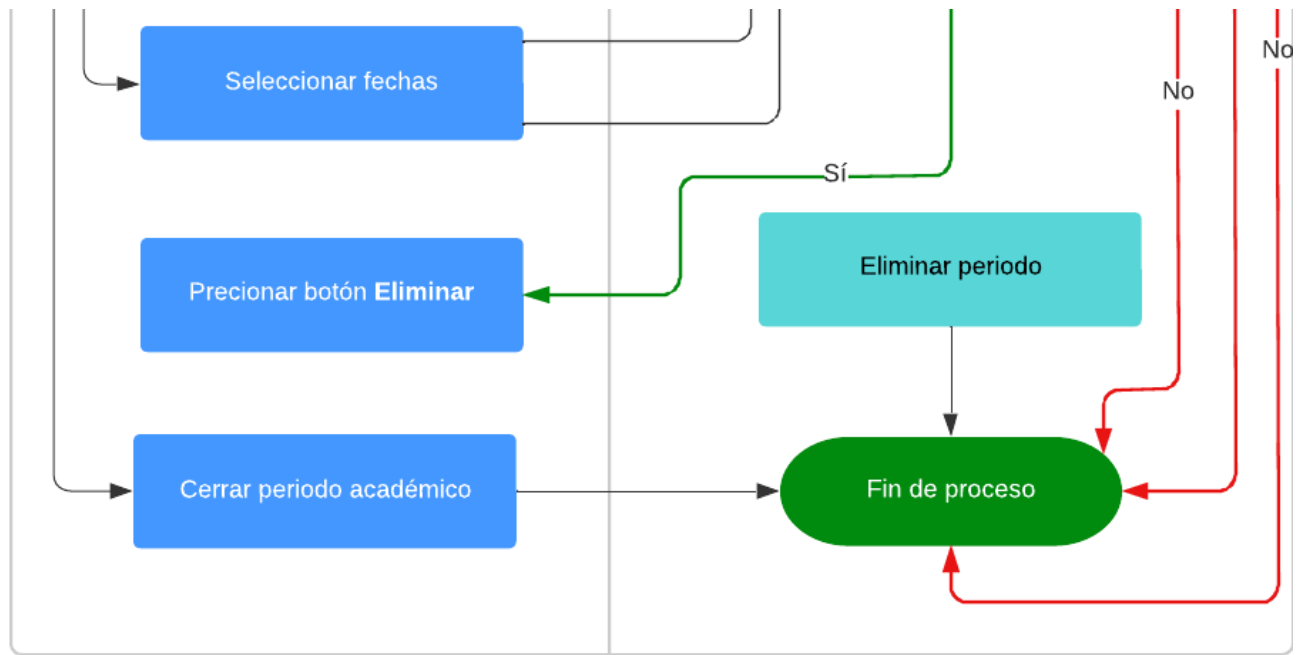 No
Seleccionar fechas
No
Sí
Eliminar periodo
Precionar botón Eliminar
Cerrar periodo académico
Fin de proceso